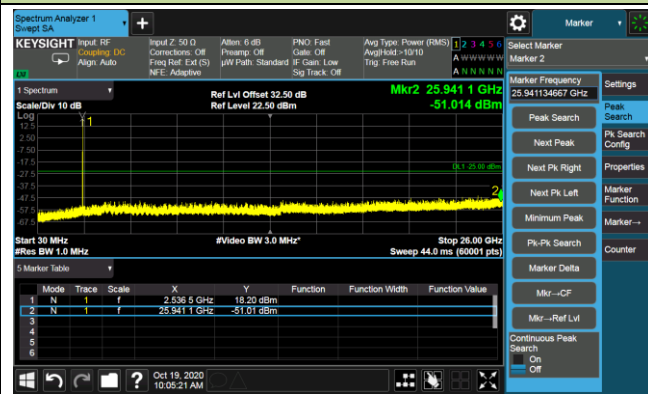 Spectrum Analyzer 1
Swept SA
+
Marker
KEYSIGHT
Input: RF
Coupling: DC
Align: Auto
Input Z: 50 Ω
Corrections: Off
Freq Ref: Ext (S)
NFE: Adaptive
Atten: 6 dB
Preamp: Off
µW Path: Standard
PNO: Fast
Gate: Off
IF Gain: Low
Sig Track: Off
Avg Type: Power (RMS)
Avg|Hold:>10/10
Trig: Free Run
1 2 3 4 5 6
A W W W W W
A N N N N N
Select Marker
Marker 2
1 Spectrum
Scale/Div 10 dB
Ref Lvl Offset 32.50 dB
Ref Level 22.50 dBm
Mkr2 25.941 1 GHz
-51.014 dBm
Log
12.5
2.50
-7.50
-17.5
-27.5
-37.5
-47.5
-57.5
-67.5
1
DL1 -25.00 dBm
2
Start 30 MHz
#Res BW 1.0 MHz
#Video BW 3.0 MHz*
Stop 26.00 GHz
Sweep 44.0 ms (60001 pts)
5 Marker Table
Mode Trace Scale X Y Function Function Width Function Value
1 N 1 f 2.536 5 GHz 18.20 dBm
2 N 1 f 25.941 1 GHz -51.01 dBm
3
4
5
6
Marker Frequency
25.941134667 GHz
Peak Search
Next Peak
Next Pk Right
Next Pk Left
Minimum Peak
Pk-Pk Search
Marker Delta
Mkr→CF
Mkr→Ref Lvl
Continuous Peak
Search
On
Off
Settings
Peak
Search
Pk Search
Config
Properties
Marker
Function
Marker→
Counter
?
Oct 19, 2020
10:05:21 AM